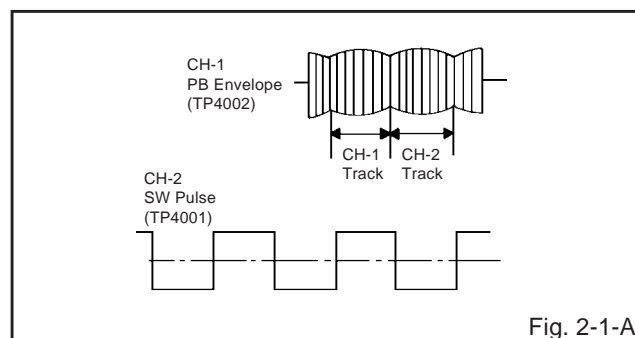 CH-1
PB Envelope
(TP4002)
CH-1
Track
CH-2
Track
CH-2
SW Pulse
(TP4001)
Fig. 2-1-A